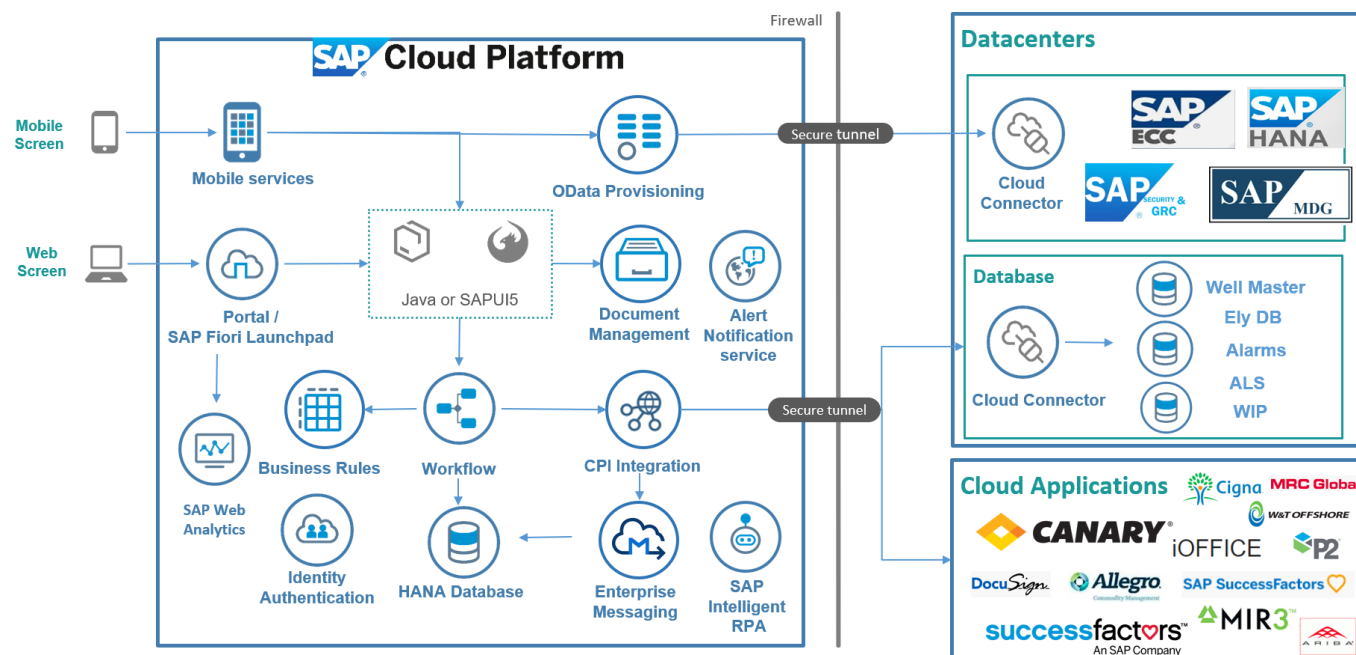 Firewall
SAP Cloud Platform
Mobile
Screen
Mobile services
OData Provisioning
Secure tunnel
Web
Screen
Portal /
SAP Fiori Launchpad
Java or SAPUI5
Document
Management
Alert
Notification
service
Business Rules
Workflow
CPI Integration
Secure tunnel
SAP Web
Analytics
Identity
Authentication
HANA Database
Enterprise
Messaging
SAP
Intelligent
RPA
Datacenters
Cloud
Connector
SAP
ECC
SAP
HANA
SAP SECURITY &
GRC
SAP MDG
Database
Cloud Connector
Well Master
Ely DB
Alarms
ALS
WIP
Cloud Applications
Cigna
MRC Globa
W&T OFFSHORE
CANARY®
iOFFICE
P2
DocuSign.
Allegro.
Commodity Management
SAP SuccessFactors
successfactors™
An SAP Company
MIR3™
ARIBA